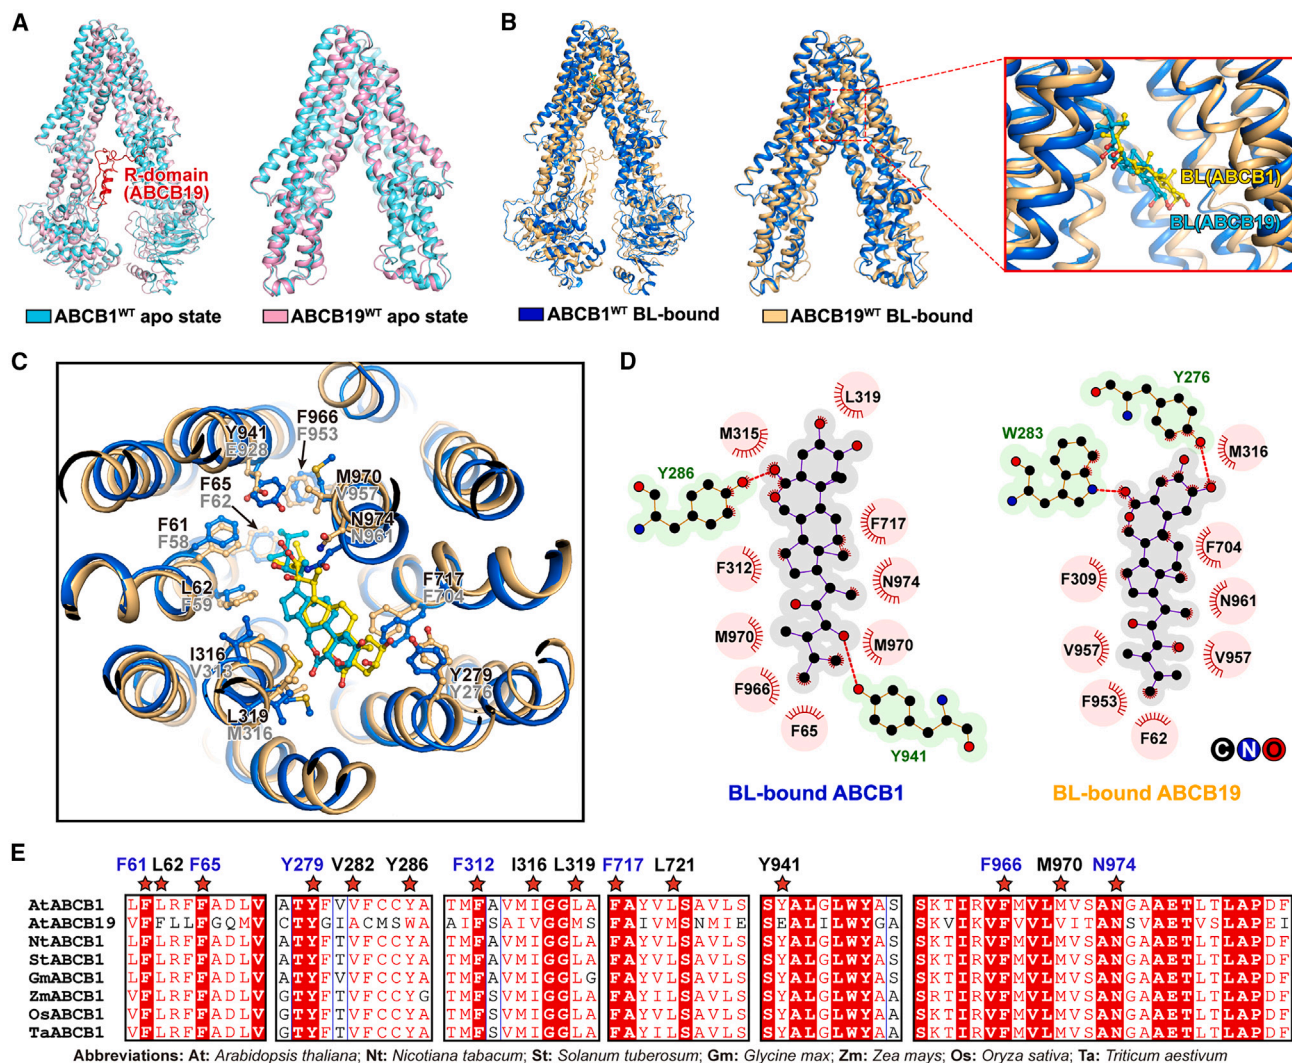 A
R-domain
(ABCB19)
ABCB1WT apo state
ABCB19WT apo state
B
BL(ABCB1)
BL(ABCB19)
ABCB1WT BL-bound
ABCB19WT BL-bound
C
Y941
E928
F966
F953
F65
F62
M970
V957
N974
N961
F61
F58
L62
F59
F717
F704
I316
V313
Y279
Y276
L319
M316
D
L319
M315
Y286
F717
F312
N974
M970
M970
F966
F65
Y941
BL-bound ABCB1
Y276
W283
M316
F704
F309
N961
V957
V957
F953
F62
C N O
BL-bound ABCB19
E
F61 L62 F65 Y279 V282 Y286 F312 I316 L319 F717 L721 Y941 F966 M970 N974
AtABCB1 LFLRFFADLV ATYFVVFCCYA TMFAVMIGGLA FAYVLSAVLS SYALGLWYAS SKTIRVFMVLMVSANGAAETLTLAPDF
AtABCB19 VFFLLFGQMV CTYGIACMSWA AIFSAIVGGMS FAIVMSNMIE SEALILWYGA SKVIKVFVVLVITANSVAETVSLAPEI
NtABCB1 LFLRFFADLV ATYFTVFCCYA TMFAVMIGGLA FAYVLSAVLS SYALGLWYAS SKTIRVFMVLMVSANGAAETLTLAPDF
StABCB1 LFLRFFADLV ATYFTVFCCYA TMFAVMIGGLA FAYVLSAVLS SYALGLWYAS SKTIRVFMVLMVSANGAAETLTLAPDF
GmABCB1 LFLRFFADLV ATYFVVFCCYA TMFAVMIGGLG FAYVLSAVLS SYALGLWYAS SKTIRVFMVLMVSANGAAETLTLAPDF
ZmABCB1 VFLRFFADLV GTYFTVFCCYG TMFSVMIGGLA FAYILSAVLS SYALGLWYAA SKTIRVFMVLMVSANGAAETLTLAPDF
OsABCB1 VFLRFFADLV GTYFTVFCCYA TMFSVMIGGLA FAYVLSAVLS SYALGLWYAA SKTIRVFMVLMVSANGAAETLTLAPDF
TaABCB1 VFLRFFADLV GTYFTVFCCYA TMFSVMIGGLA FAYVLSAVLS SYALGLWYAA SKTIRVFMVLMVSANGAAETLTLAPDF
Abbreviations: At: Arabidopsis thaliana; Nt: Nicotiana tabacum; St: Solanum tuberosum; Gm: Glycine max; Zm: Zea mays; Os: Oryza sativa; Ta: Triticum aestivum